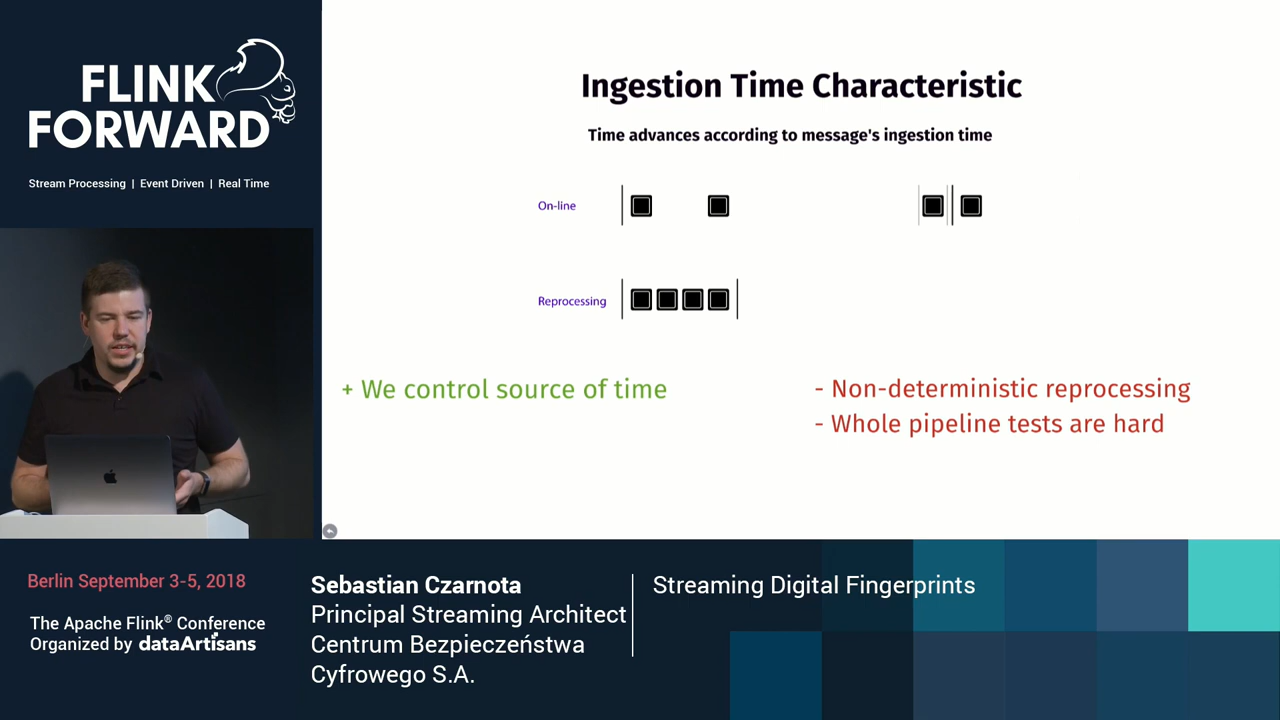 FLINK
FORWARD
Stream Processing | Event Driven | Real Time
Ingestion Time Characteristic
Time advances according to message's ingestion time
On-line
Reprocessing
+ We control source of time
- Non-deterministic reprocessing
- Whole pipeline tests are hard
Berlin September 3-5, 2018
The Apache Flink® Conference
Organized by dataArtisans
Sebastian Czarnota
Principal Streaming Architect
Centrum Bezpieczeństwa
Cyfrowego S.A.
Streaming Digital Fingerprints